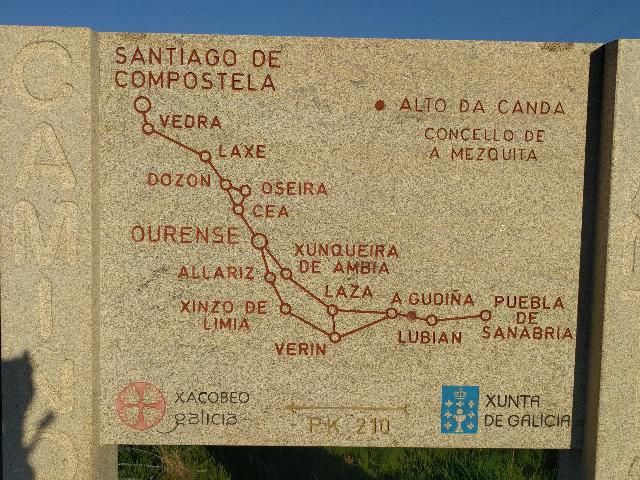 CAMINO
SANTIAGO DE
COMPOSTELA
ALTO DA CANDA
CONCELLO DE
A MEZQUITA
VEDRA
LAXE
DOZON
OSEIRA
CEA
OURENSE
XUNQUEIRA
DE AMBIA
ALLARIZ
LAZA
A GUDIÑA
PUEBLA
DE
SANABRIA
XINZO DE
LIMIA
LUBIAN
VERIN
XACOBEO
galicia
P.K. 210
XUNTA
DE GALICIA